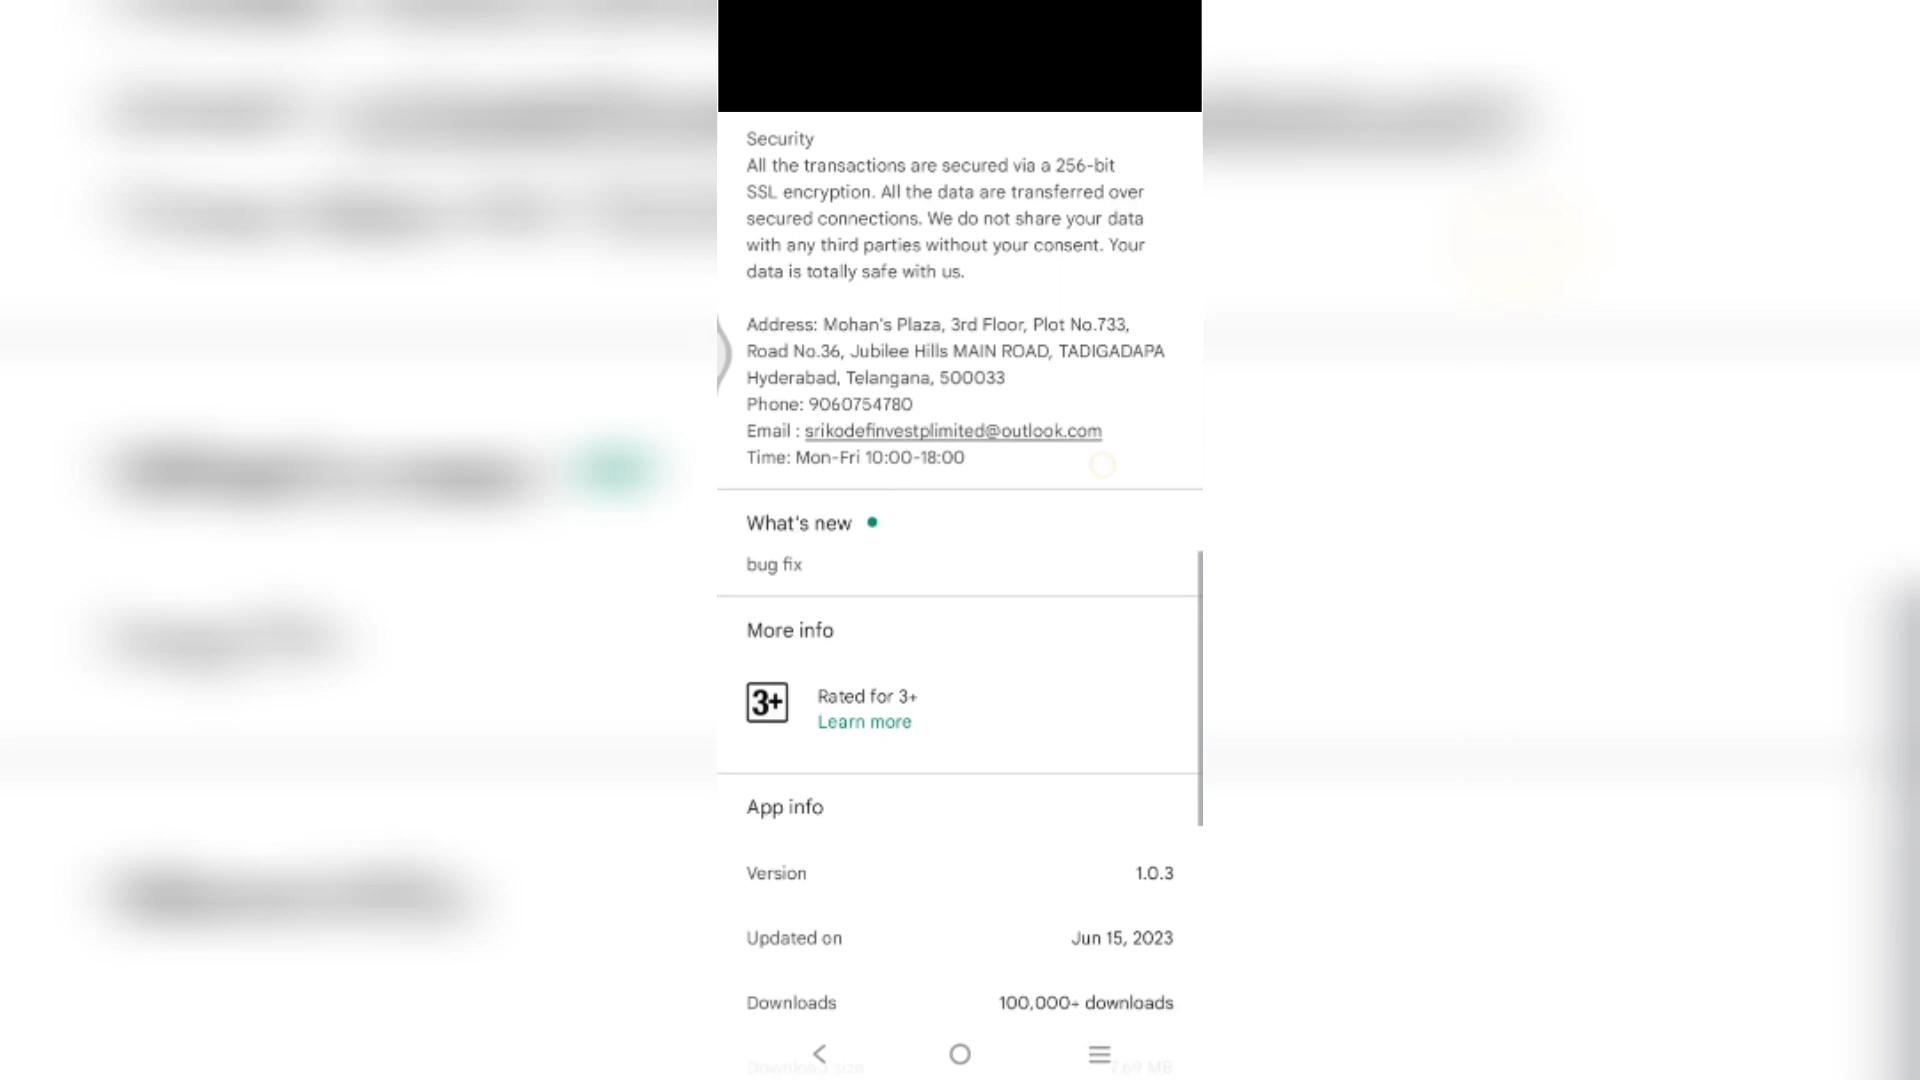 Security
All the transactions are secured via a 256-bit
SSL encryption. All the data are transferred over
secured connections. We do not share your data
with any third parties without your consent. Your
data is totally safe with us.
Address: Mohan's Plaza, 3rd Floor, Plot No.733,
Road No.36, Jubilee Hills MAIN ROAD, TADIGADAPA
Hyderabad, Telangana, 500033
Phone: 9060754780
Email : srikodefinvestplimited@outlook.com
Time: Mon-Fri 10:00-18:00
What's new
bug fix
More info
3+ Rated for 3+
Learn more
App info
Version 1.0.3
Updated on Jun 15, 2023
Downloads 100,000+ downloads
Download size 7.69 MB